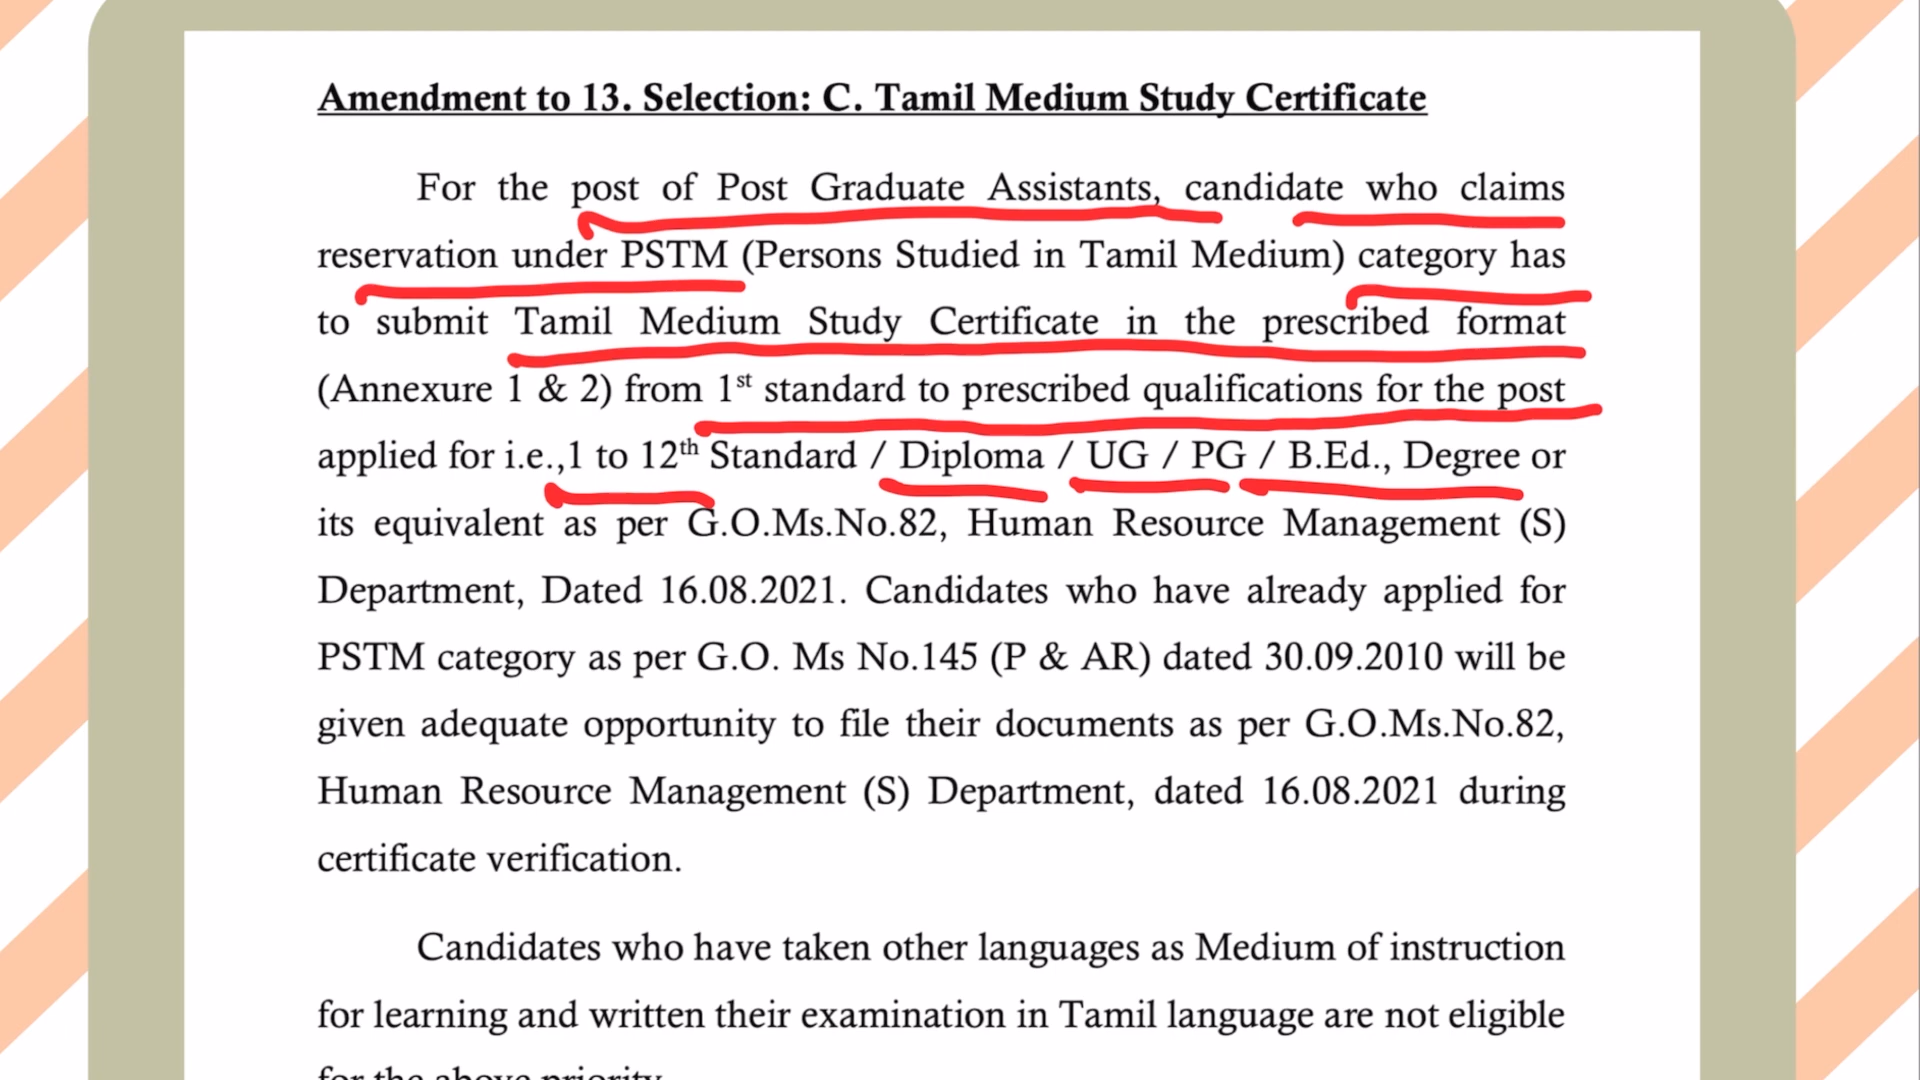 Amendment to 13. Selection: C. Tamil Medium Study Certificate
For the post of Post Graduate Assistants, candidate who claims
reservation under PSTM (Persons Studied in Tamil Medium) category has
to submit Tamil Medium Study Certificate in the prescribed format
(Annexure 1 & 2) from 1st standard to prescribed qualifications for the post
applied for i.e.,1 to 12th Standard / Diploma / UG / PG / B.Ed., Degree or
its equivalent as per G.O.Ms.No.82, Human Resource Management (S)
Department, Dated 16.08.2021. Candidates who have already applied for
PSTM category as per G.O. Ms No.145 (P & AR) dated 30.09.2010 will be
given adequate opportunity to file their documents as per G.O.Ms.No.82,
Human Resource Management (S) Department, dated 16.08.2021 during
certificate verification.
Candidates who have taken other languages as Medium of instruction
for learning and written their examination in Tamil language are not eligible
for the above priority.